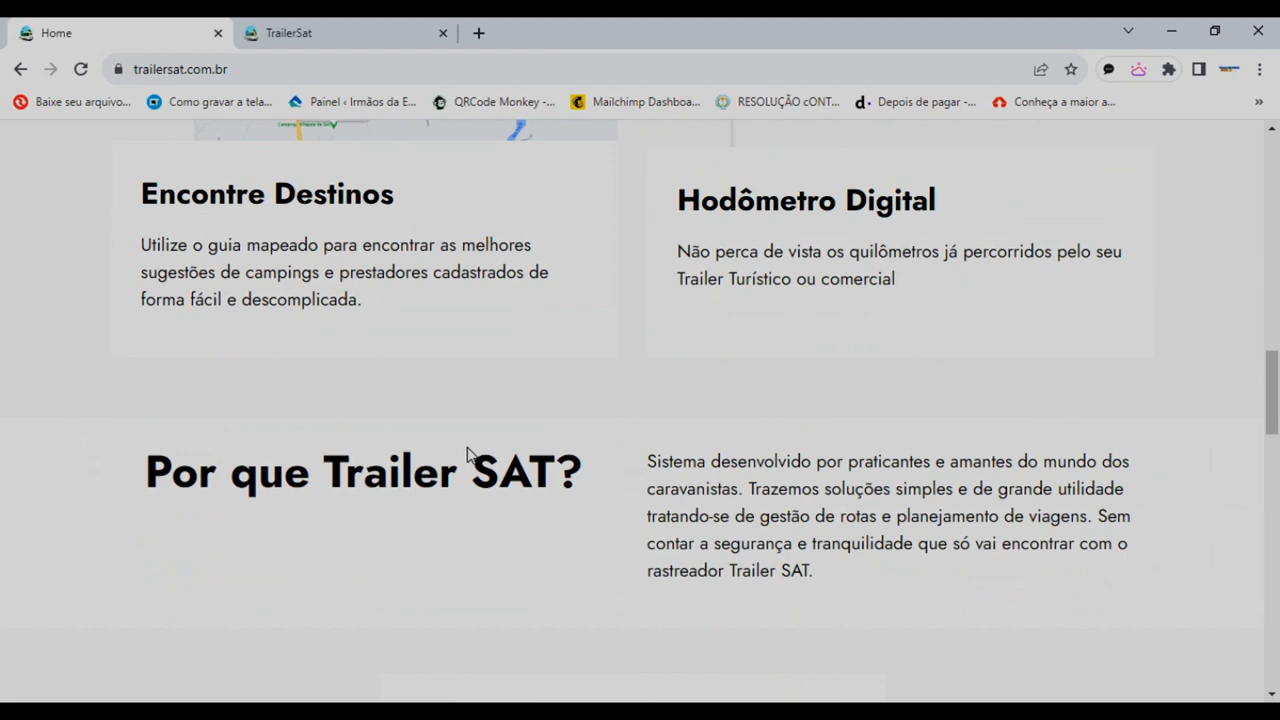 Home
TrailerSat
trailersat.com.br
Baixe seu arquivo...
Como gravar a tela...
Painel ‹ Irmãos da E...
QRCode Monkey -...
Mailchimp Dashboa...
RESOLUÇÃO cONT...
Depois de pagar -...
Conheça a maior a...
Encontre Destinos
Utilize o guia mapeado para encontrar as melhores
sugestões de campings e prestadores cadastrados de
forma fácil e descomplicada.
Hodômetro Digital
Não perca de vista os quilômetros já percorridos pelo seu
Trailer Turístico ou comercial
Por que Trailer SAT?
Sistema desenvolvido por praticantes e amantes do mundo dos
caravanistas. Trazemos soluções simples e de grande utilidade
tratando-se de gestão de rotas e planejamento de viagens. Sem
contar a segurança e tranquilidade que só vai encontrar com o
rastreador Trailer SAT.